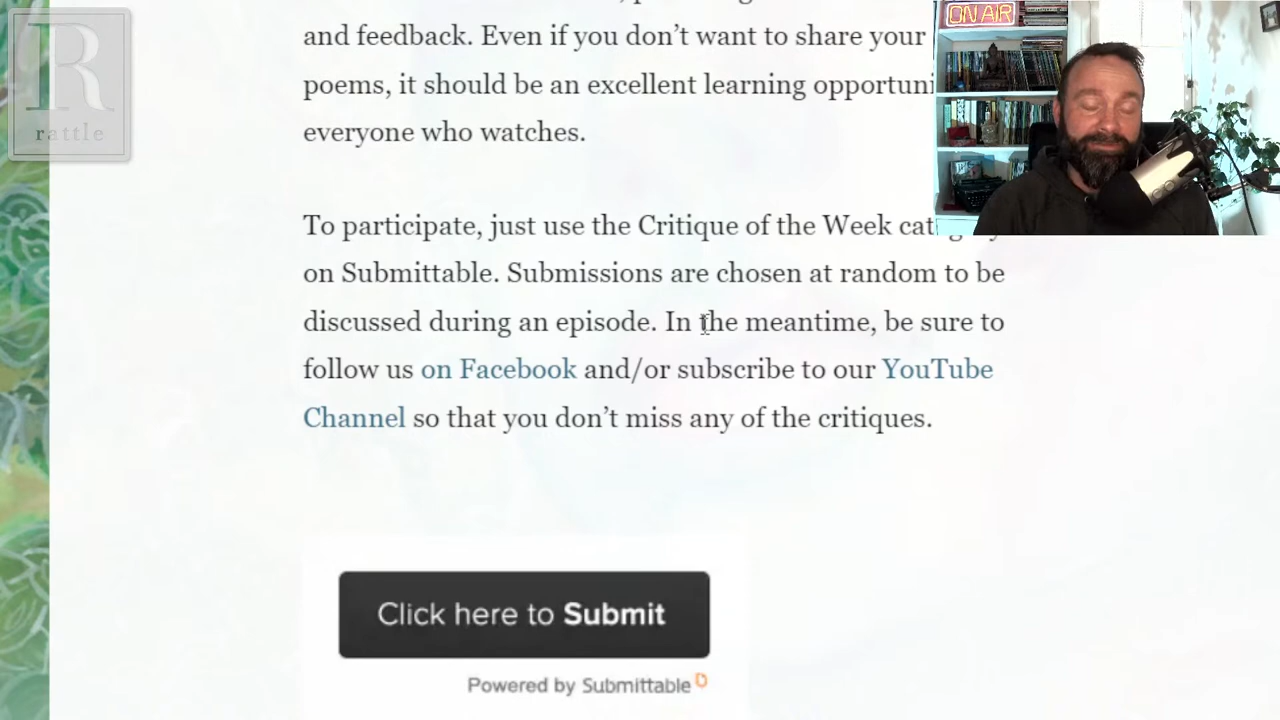 R
rattle
ON AIR
and feedback. Even if you don’t want to share your
poems, it should be an excellent learning
everyone who watches.
To participate, just use the Critique of the Week
on Submittable. Submissions are chosen at random to be
discussed during an episode. In the meantime, be sure to
follow us on Facebook and/or subscribe to our YouTube
Channel so that you don’t miss any of the critiques.
Click here to Submit
Powered by Submittable